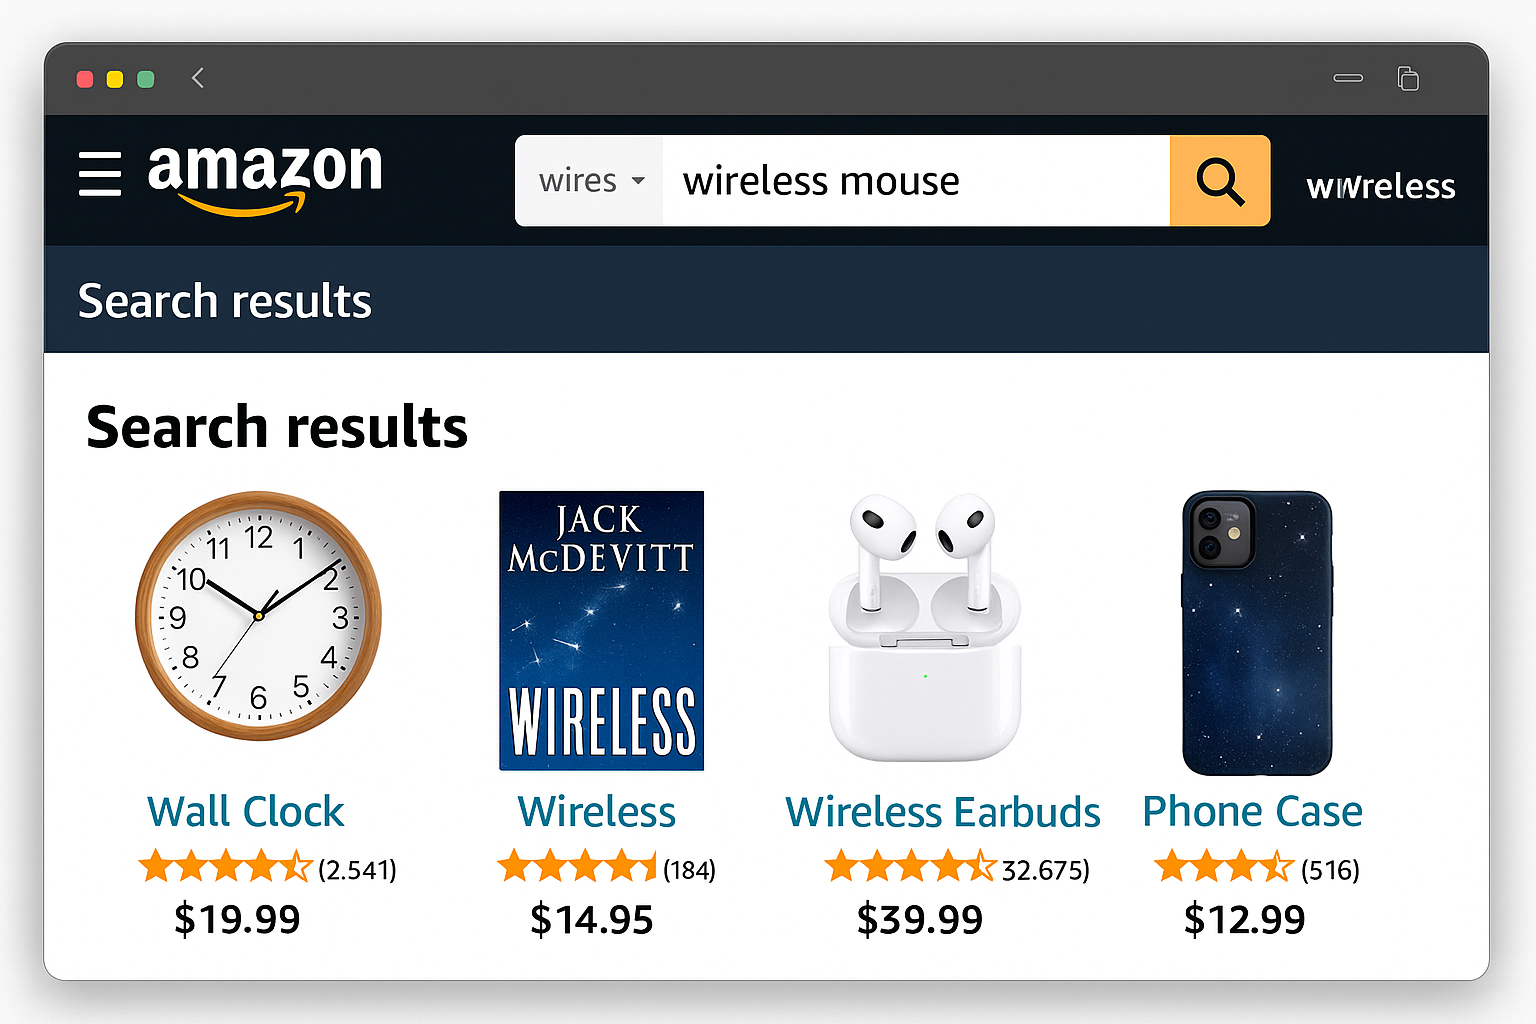 amazon
wires
wireless mouse
Search results
Search results
12
11 1
10 2
9 3
8 4
7 5
6
JACK
McDEVITT
WIRELESS
Wall Clock
Wireless
Wireless Earbuds
Phone Case
(2.541)
(184)
32.675)
(516)
$19.99
$14.95
$39.99
$12.99